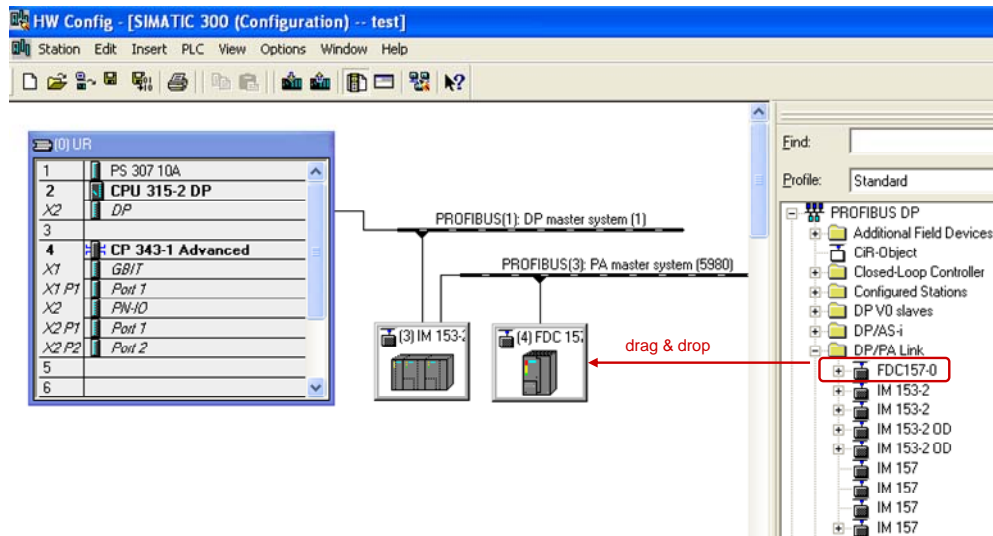 HW Config - [SIMATIC 300 (Configuration) -- test]
Station Edit Insert PLC View Options Window Help
(0) UR
1 PS 307 10A
2 CPU 315-2 DP
X2 DP
3
4 CP 343-1 Advanced
X1 GBIT
X1 P1 Port 1
X2 PN-IO
X2 P1 Port 1
X2 P2 Port 2
5
6
PROFIBUS(1): DP master system (1)
PROFIBUS(3): PA master system (5980)
(3) IM 153-2
(4) FDC 157
drag & drop
Find:
Profile: Standard
PROFIBUS DP
Additional Field Devices
CiR-Object
Closed-Loop Controller
Configured Stations
DP V0 slaves
DP/AS-i
DP/PA Link
FDC157-0
IM 153-2
IM 153-2
IM 153-2 OD
IM 153-2 OD
IM 157
IM 157
IM 157
IM 157